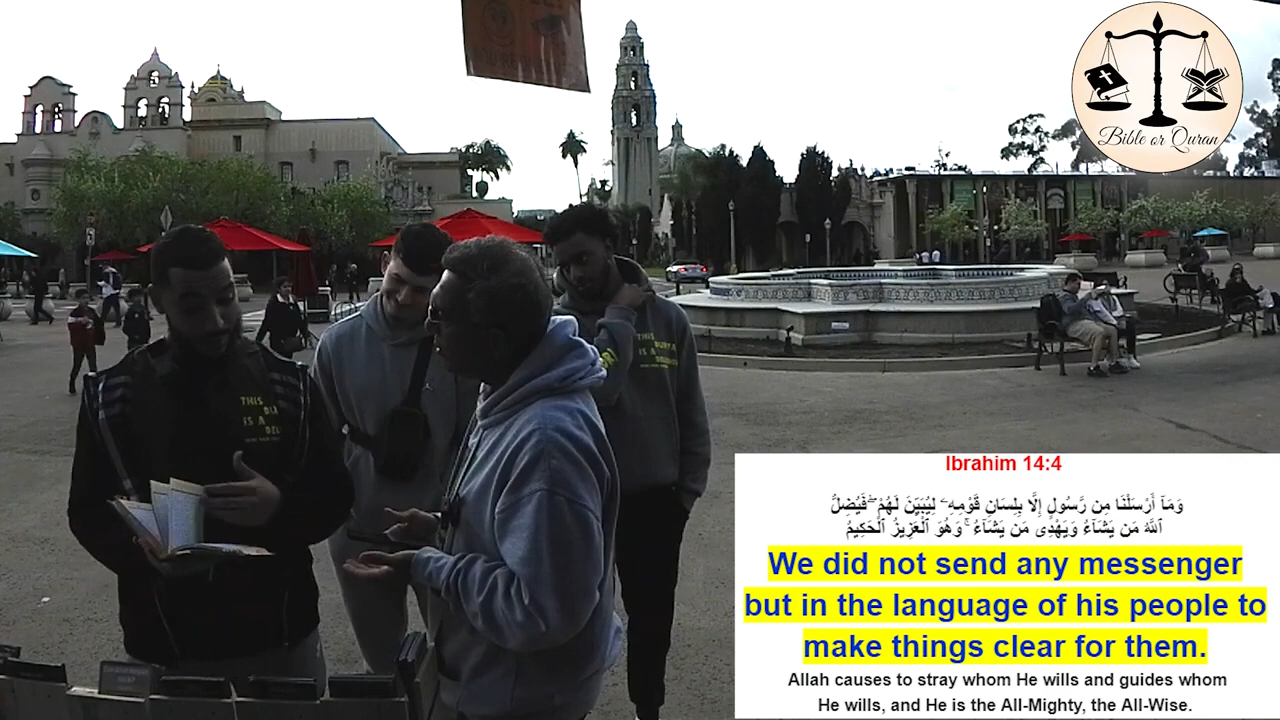 Bible or Quran
THIS
IS A
THIS
IS A
Ibrahim 14:4
وَمَآ أَرْسَلْنَا مِن رَّسُولٍ إِلَّا بِلِسَانِ قَوْمِهِۦ لِيُبَيِّنَ لَهُمْ ۖ فَيُضِلُّ
ٱللَّهُ مَن يَشَآءُ وَيَهْدِى مَن يَشَآءُ ۚ وَهُوَ ٱلْعَزِيزُ ٱلْحَكِيمُ
We did not send any messenger
but in the language of his people to
make things clear for them.
Allah causes to stray whom He wills and guides whom
He wills, and He is the All-Mighty, the All-Wise.